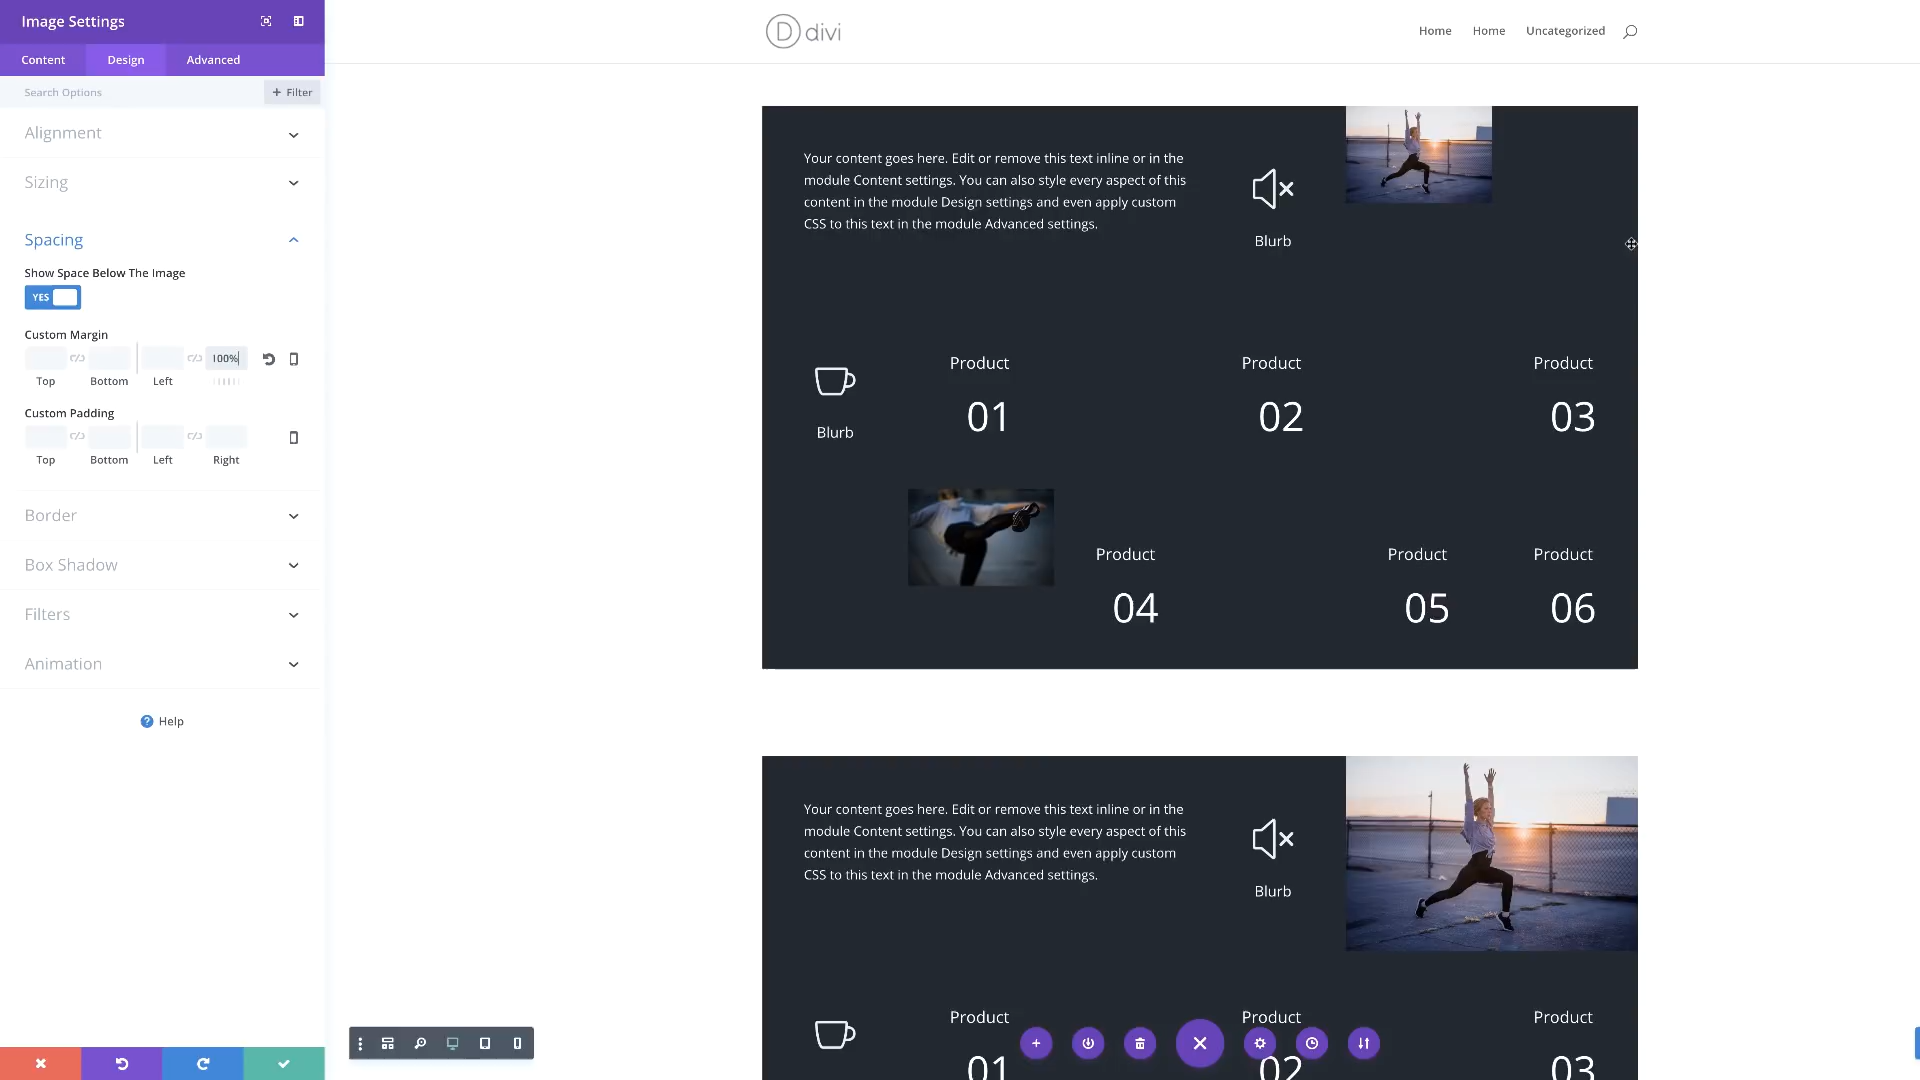 Image Settings
Content Design Advanced
Search Options
+ Filter
Alignment
Sizing
Spacing
Show Space Below The Image
YES
Custom Margin
100%
Top Bottom Left
Custom Padding
Top Bottom Left Right
Border
Box Shadow
Filters
Animation
? Help
D divi
Home Home Uncategorized
Your content goes here. Edit or remove this text inline or in the
module Content settings. You can also style every aspect of this
content in the module Design settings and even apply custom
CSS to this text in the module Advanced settings.
Blurb
Blurb
Product
01
Product
02
Product
03
Product
04
Product
05
Product
06
Your content goes here. Edit or remove this text inline or in the
module Content settings. You can also style every aspect of this
content in the module Design settings and even apply custom
CSS to this text in the module Advanced settings.
Blurb
Product
01
Product
02
Product
03